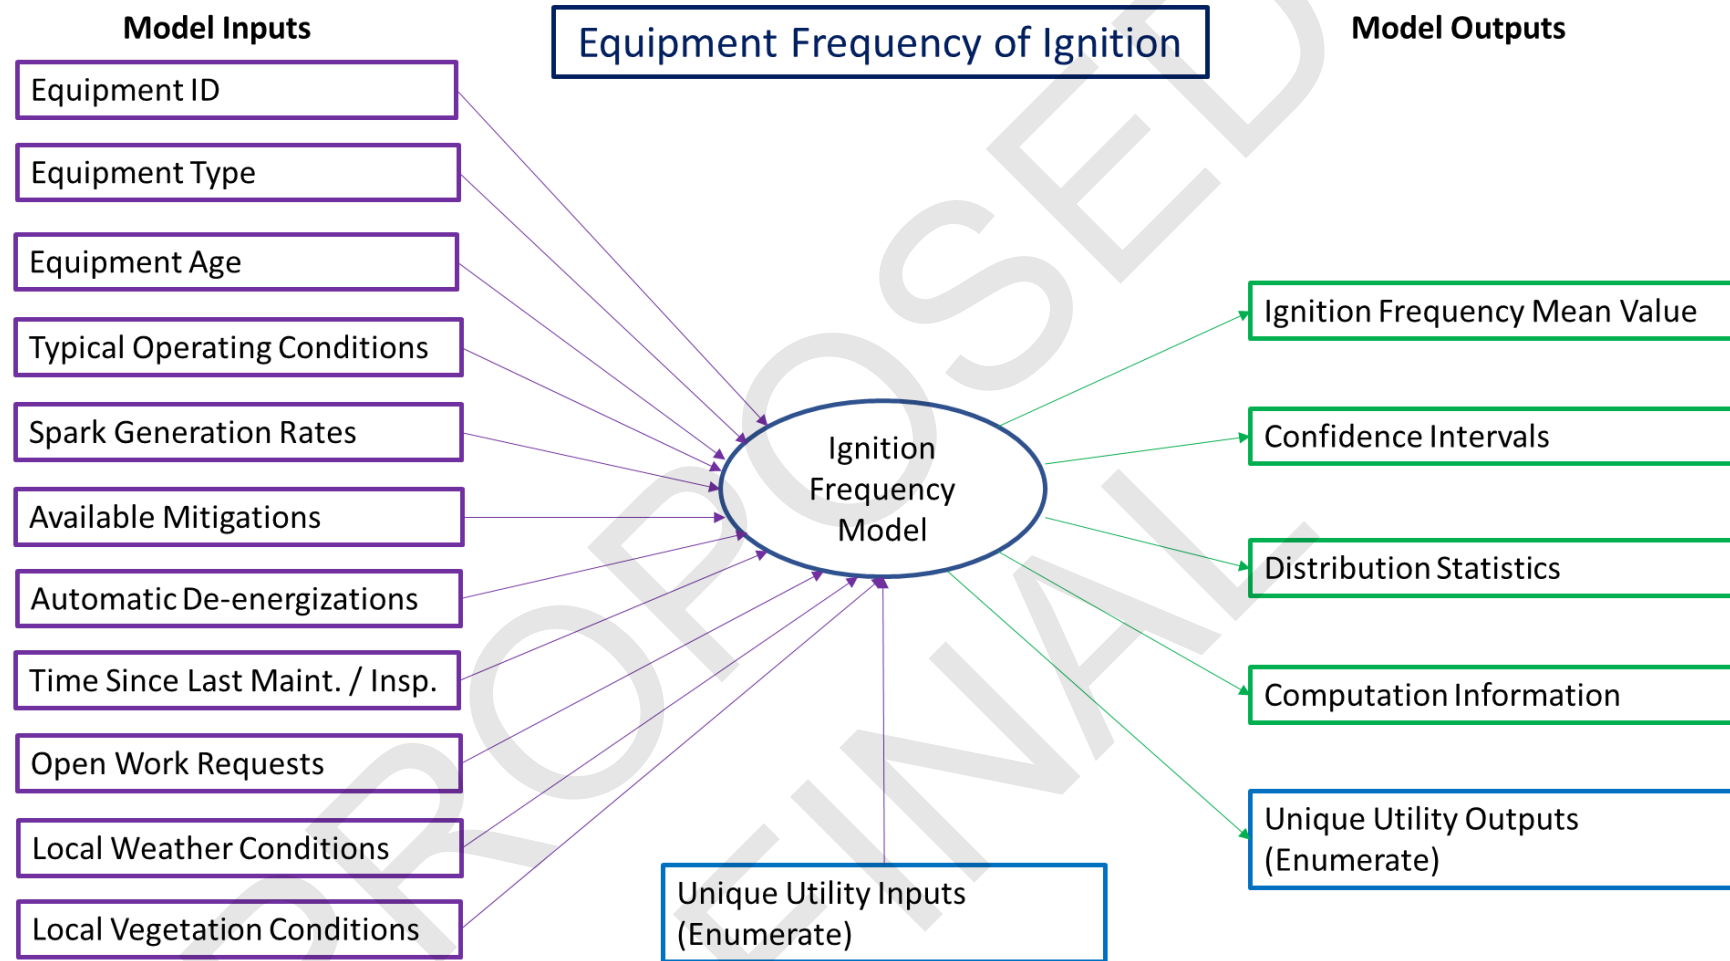 Model Inputs
Equipment Frequency of Ignition
Model Outputs
Equipment ID
Equipment Type
Equipment Age
Typical Operating Conditions
Spark Generation Rates
Available Mitigations
Automatic De-energizations
Time Since Last Maint. / Insp.
Open Work Requests
Local Weather Conditions
Local Vegetation Conditions
Ignition
Frequency
Model
Unique Utility Inputs
(Enumerate)
Ignition Frequency Mean Value
Confidence Intervals
Distribution Statistics
Computation Information
Unique Utility Outputs
(Enumerate)
PROPOSED
FINAL